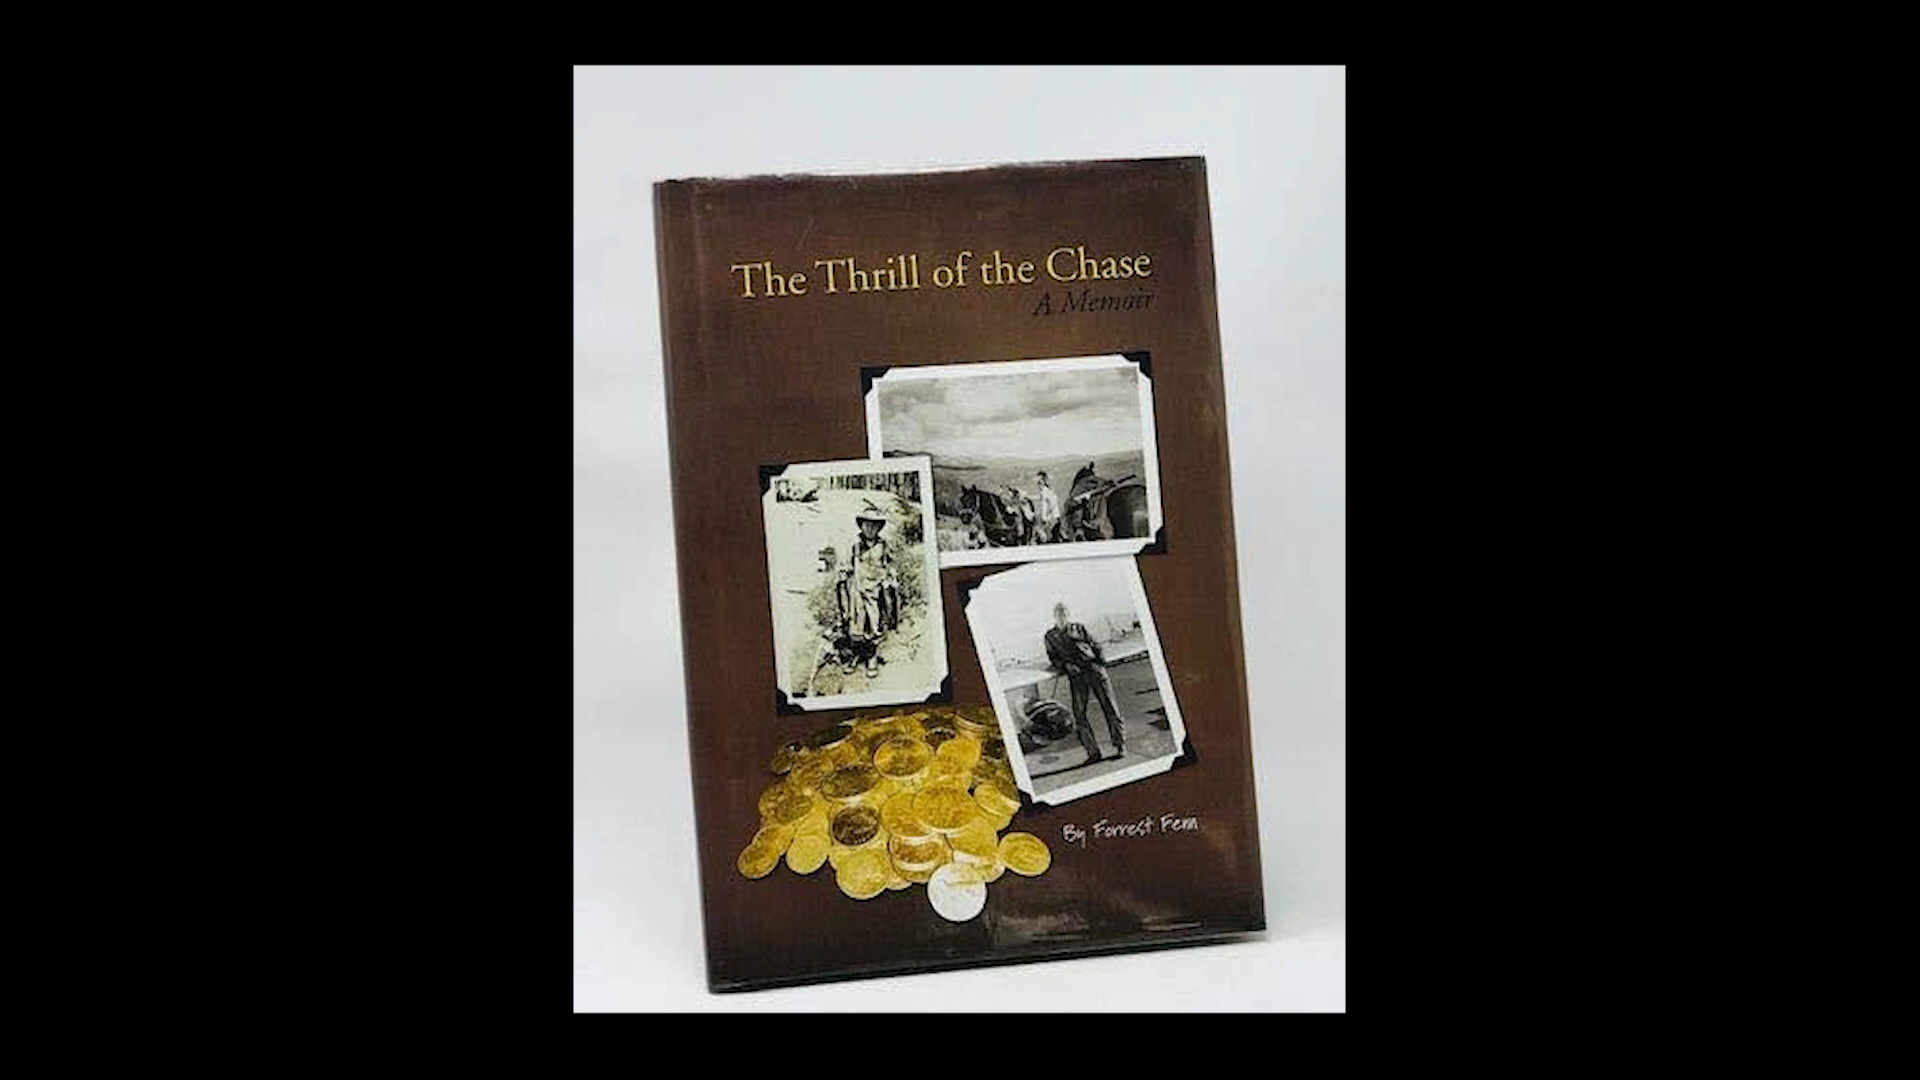 The Thrill of the Chase
A Memoir
By Forrest Fenn